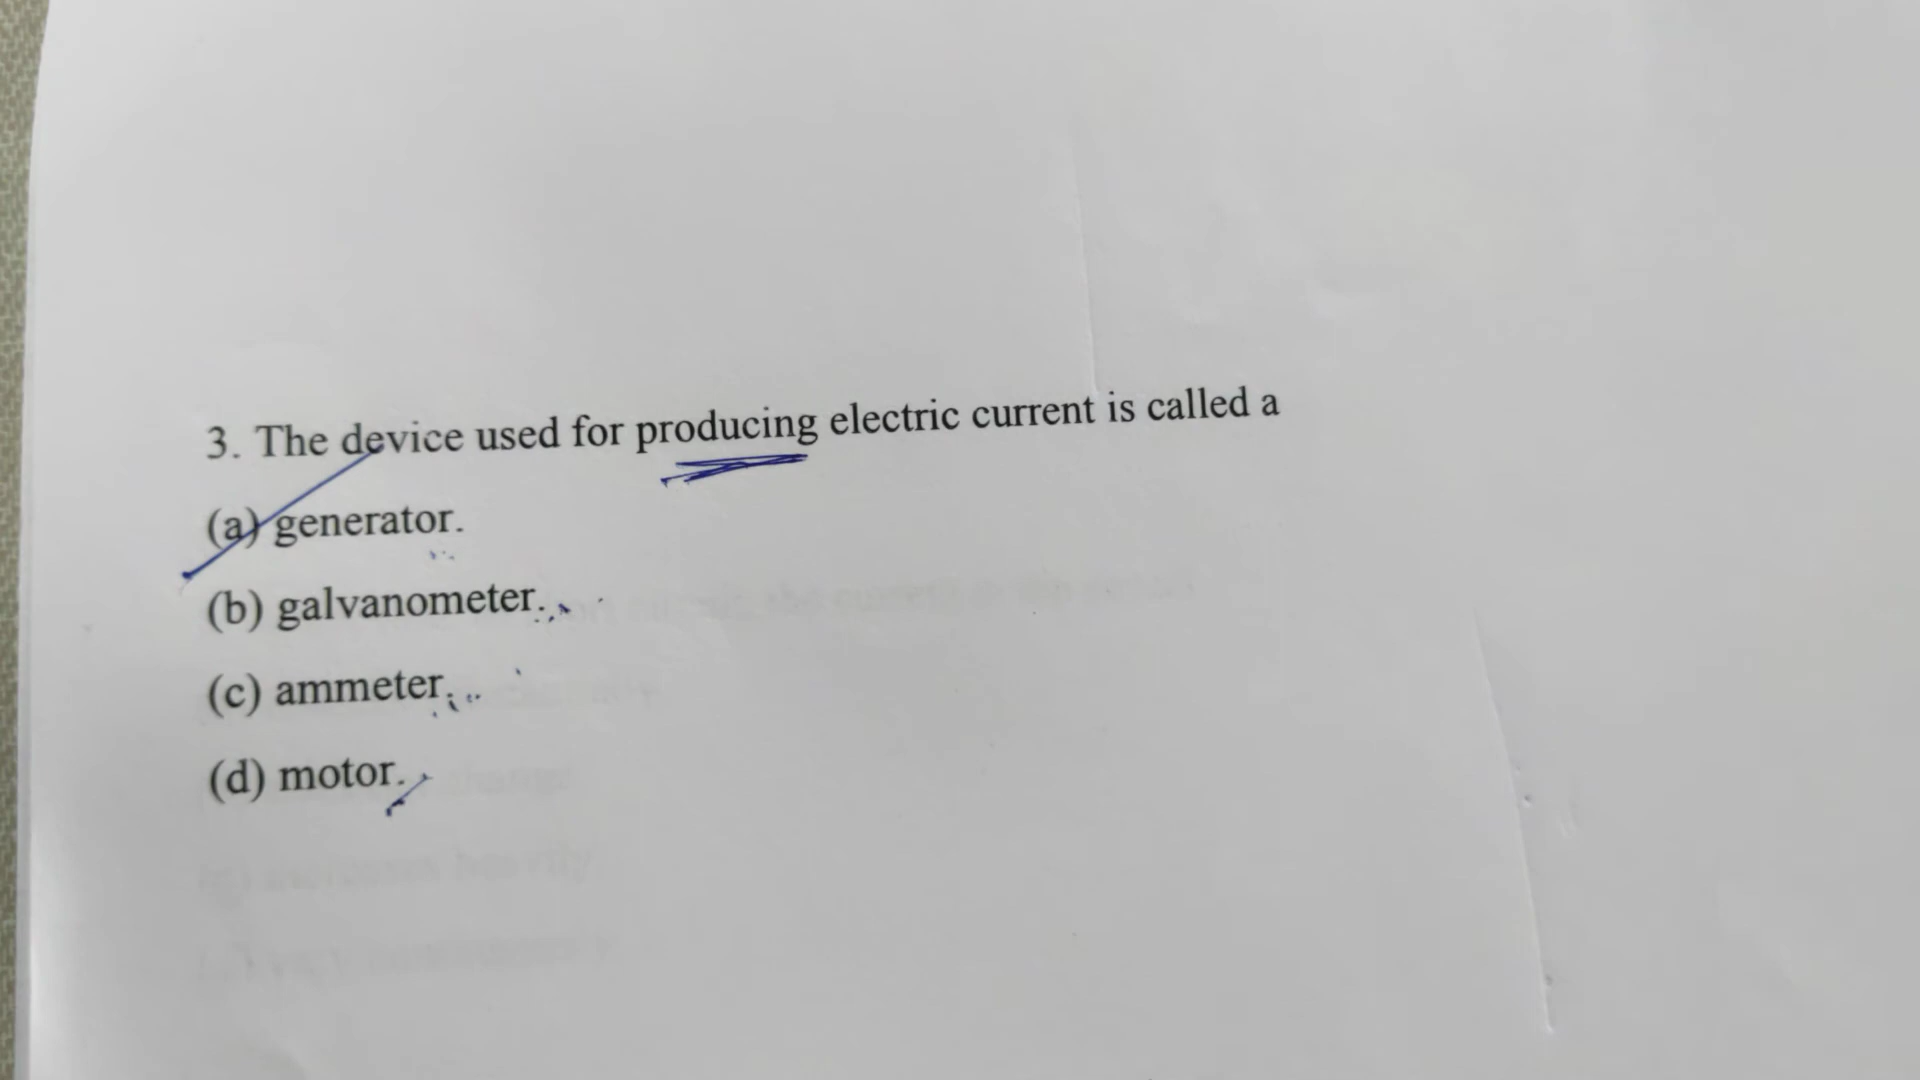 3. The device used for producing electric current is called a
(a) generator.
(b) galvanometer.
(c) ammeter.
(d) motor.